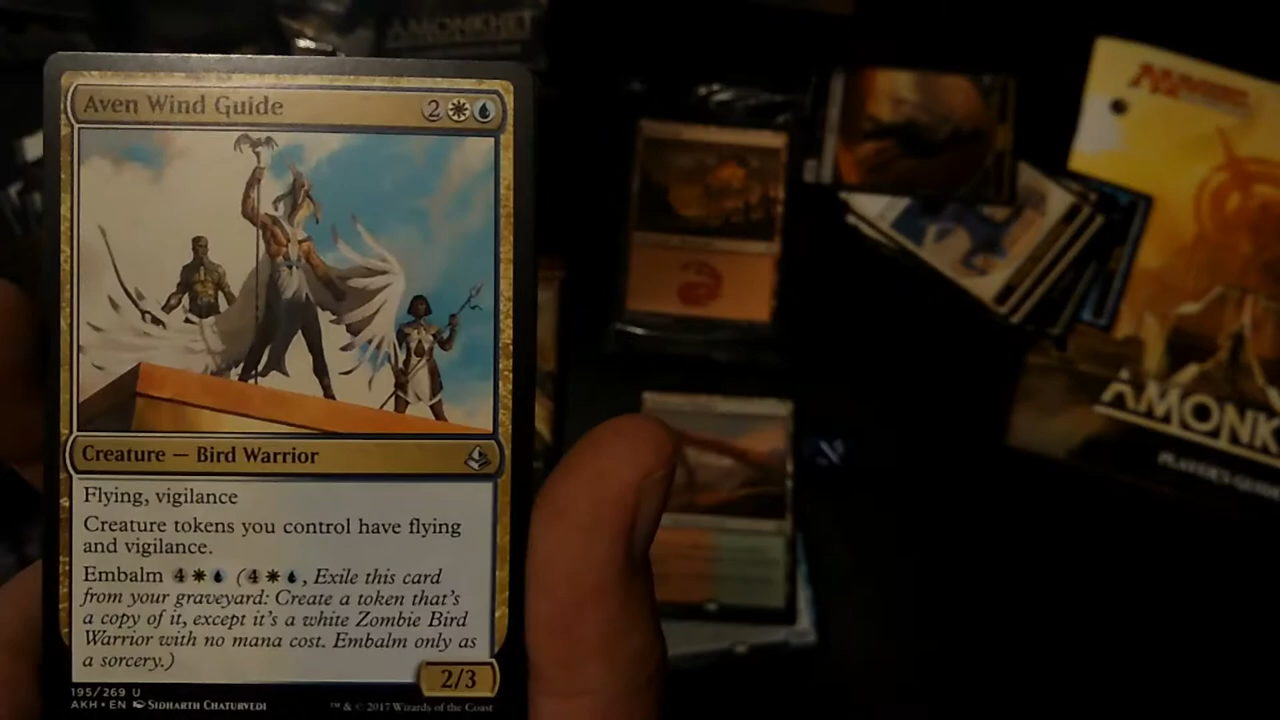 AMONKHET
Aven Wind Guide
2
Creature — Bird Warrior
Flying, vigilance
Creature tokens you control have flying
and vigilance.
Embalm 4 (4, Exile this card
from your graveyard: Create a token that's
a copy of it, except it's a white Zombie Bird
Warrior with no mana cost. Embalm only as
a sorcery.)
2/3
195/269 U
AKH • EN Sidharth Chaturvedi
™ & © 2017 Wizards of the Coast
MAGIC
AMONK
PLAYER'S GUIDE